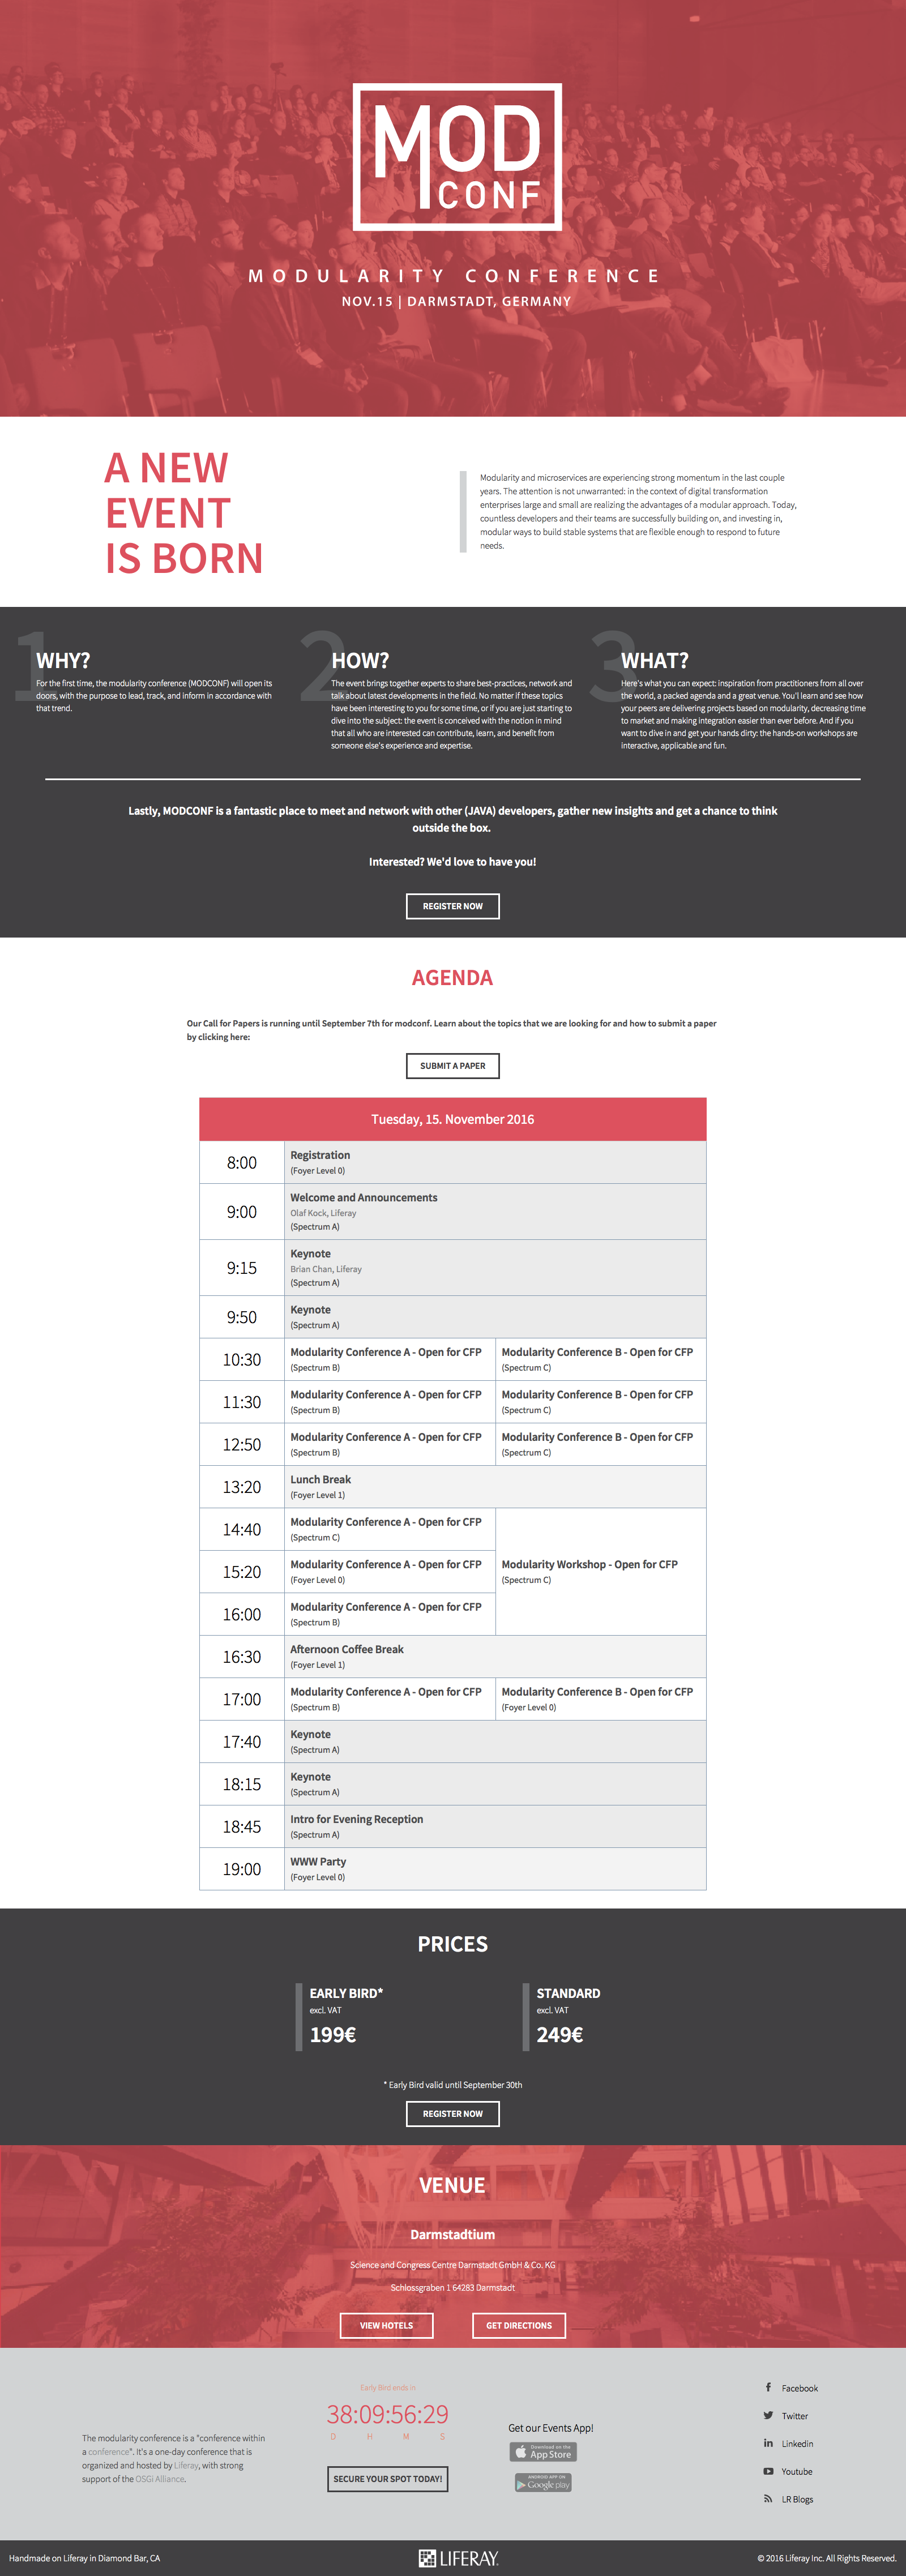 MOD
CONF
MODULARITY CONFERENCE
NOV.15 | DARMSTADT, GERMANY
A NEW
EVENT
IS BORN
Modularity and microservices are experiencing strong momentum in the last couple
years. The attention is not unwarranted: in the context of digital transformation
enterprises large and small are realizing the advantages of a modular approach. Today,
countless developers and their teams are successfully building on, and investing in,
modular ways to build stable systems that are flexible enough to respond to future
needs.
1
WHY?
For the first time, the modularity conference (MODCONF) will open its
doors, with the purpose to lead, track, and inform in accordance with
that trend.
2
HOW?
The event brings together experts to share best-practices, network and
talk about latest developments in the field. No matter if these topics
have been interesting to you for some time, or if you are just starting to
dive into the subject: the event is conceived with the notion in mind
that all who are interested can contribute, learn, and benefit from
someone else's experience and expertise.
3
WHAT?
Here's what you can expect: inspiration from practitioners from all over
the world, a packed agenda and a great venue. You'll learn and see how
your peers are delivering projects based on modularity, decreasing time
to market and making integration easier than ever before. And if you
want to dive in and get your hands dirty: the hands-on workshops are
interactive, applicable and fun.
Lastly, MODCONF is a fantastic place to meet and network with other (JAVA) developers, gather new insights and get a chance to think
outside the box.
Interested? We'd love to have you!
REGISTER NOW
AGENDA
Our Call for Papers is running until September 7th for modconf. Learn about the topics that we are looking for and how to submit a paper
by clicking here:
SUBMIT A PAPER
Tuesday, 15. November 2016
8:00
Registration
(Foyer Level 0)
9:00
Welcome and Announcements
Olaf Kock, Liferay
(Spectrum A)
9:15
Keynote
Brian Chan, Liferay
(Spectrum A)
9:50
Keynote
(Spectrum A)
10:30
Modularity Conference A - Open for CFP
(Spectrum B)
Modularity Conference B - Open for CFP
(Spectrum C)
11:30
Modularity Conference A - Open for CFP
(Spectrum B)
Modularity Conference B - Open for CFP
(Spectrum C)
12:50
Modularity Conference A - Open for CFP
(Spectrum B)
Modularity Conference B - Open for CFP
(Spectrum C)
13:20
Lunch Break
(Foyer Level 1)
14:40
Modularity Conference A - Open for CFP
(Spectrum C)
Modularity Workshop - Open for CFP
(Spectrum C)
15:20
Modularity Conference A - Open for CFP
(Foyer Level 0)
16:00
Modularity Conference A - Open for CFP
(Spectrum B)
16:30
Afternoon Coffee Break
(Foyer Level 1)
17:00
Modularity Conference A - Open for CFP
(Spectrum B)
Modularity Conference B - Open for CFP
(Foyer Level 0)
17:40
Keynote
(Spectrum A)
18:15
Keynote
(Spectrum A)
18:45
Intro for Evening Reception
(Spectrum A)
19:00
WWW Party
(Foyer Level 0)
PRICES
EARLY BIRD*
excl. VAT
199€
STANDARD
excl. VAT
249€
* Early Bird valid until September 30th
REGISTER NOW
VENUE
Darmstadtium
Science and Congress Centre Darmstadt GmbH & Co. KG
Schlossgraben 1 64283 Darmstadt
VIEW HOTELS
GET DIRECTIONS
The modularity conference is a "conference within
a conference". It's a one-day conference that is
organized and hosted by Liferay, with strong
support of the OSGi Alliance.
Early Bird ends in
38:09:56:29
D H M S
SECURE YOUR SPOT TODAY!
Get our Events App!
Download on the
App Store
ANDROID APP ON
Google play
Facebook
Twitter
Linkedin
Youtube
LR Blogs
Handmade on Liferay in Diamond Bar, CA
LIFERAY.
© 2016 Liferay Inc. All Rights Reserved.